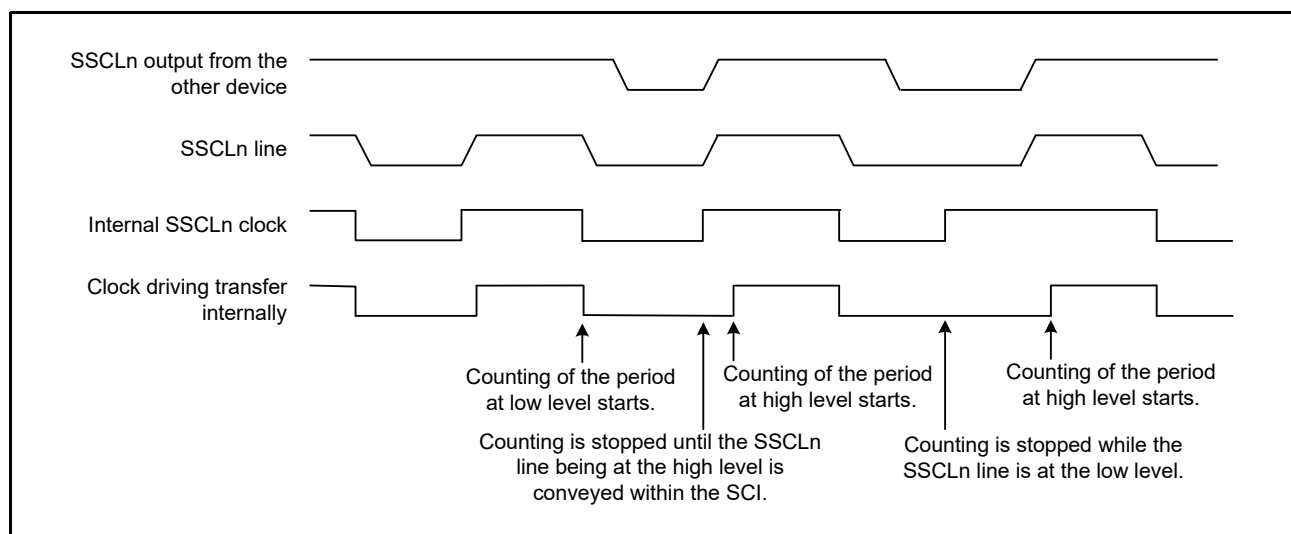 SSCLn output from the
other device
SSCLn line
Internal SSCLn clock
Clock driving transfer
internally
Counting of the period
at low level starts.
Counting of the period
at high level starts.
Counting of the period
at high level starts.
Counting is stopped until the SSCLn
line being at the high level is
conveyed within the SCI.
Counting is stopped while the
SSCLn line is at the low level.